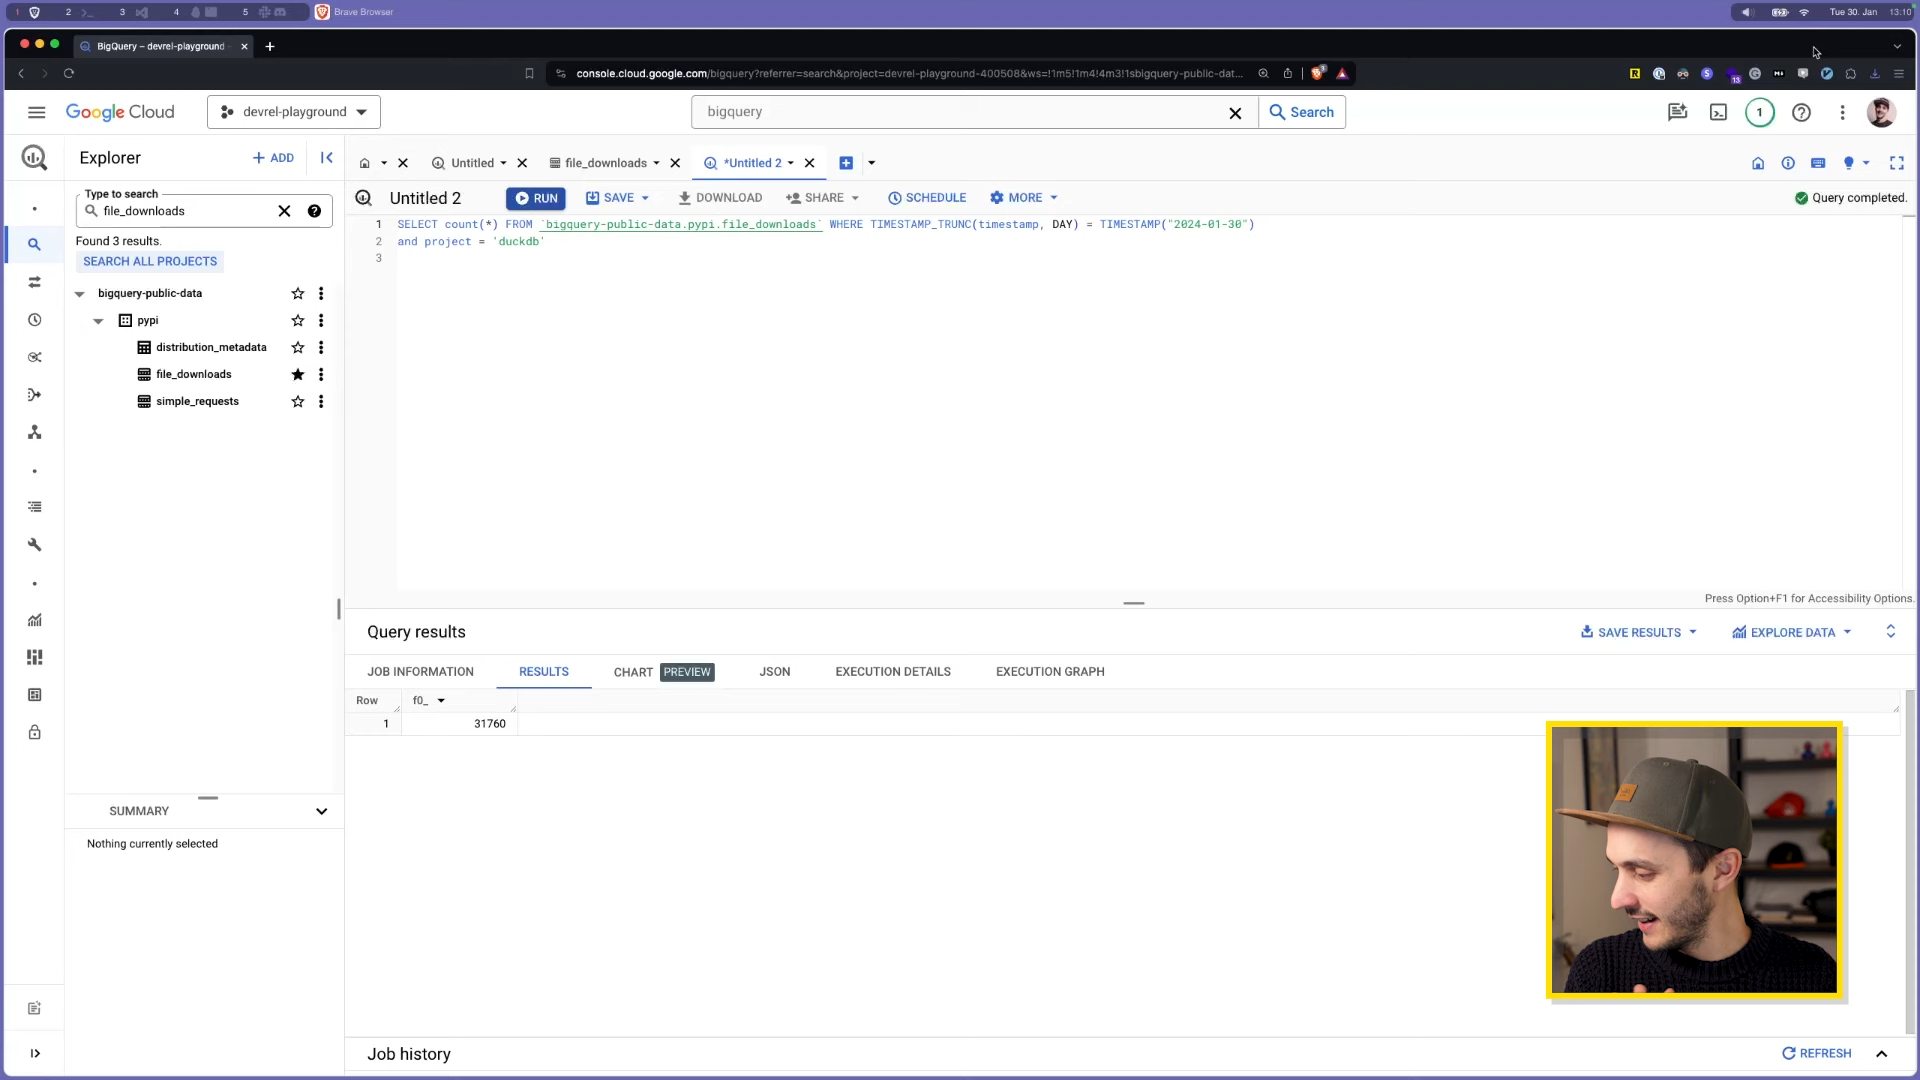 1 2 3 4 5 Brave Browser Tue 30. Jan 13:10
BigQuery – devrel-playground
console.cloud.google.com/bigquery?referrer=search&project=devrel-playground-400508&ws=!1m5!1m4!4m3!1sbigquery-public-dat...
Google Cloud devrel-playground bigquery Search 1
Explorer + ADD
Untitled file_downloads *Untitled 2
Type to search
file_downloads
Found 3 results.
SEARCH ALL PROJECTS
bigquery-public-data
pypi
distribution_metadata
file_downloads
simple_requests
SUMMARY
Nothing currently selected
Untitled 2 RUN SAVE DOWNLOAD SHARE SCHEDULE MORE Query completed.
1 SELECT count(*) FROM `bigquery-public-data.pypi.file_downloads` WHERE TIMESTAMP_TRUNC(timestamp, DAY) = TIMESTAMP("2024-01-30")
2 and project = 'duckdb'
3
Press Option+F1 for Accessibility Options.
Query results SAVE RESULTS EXPLORE DATA
JOB INFORMATION RESULTS CHART PREVIEW JSON EXECUTION DETAILS EXECUTION GRAPH
Row f0_
1 31760
Job history REFRESH